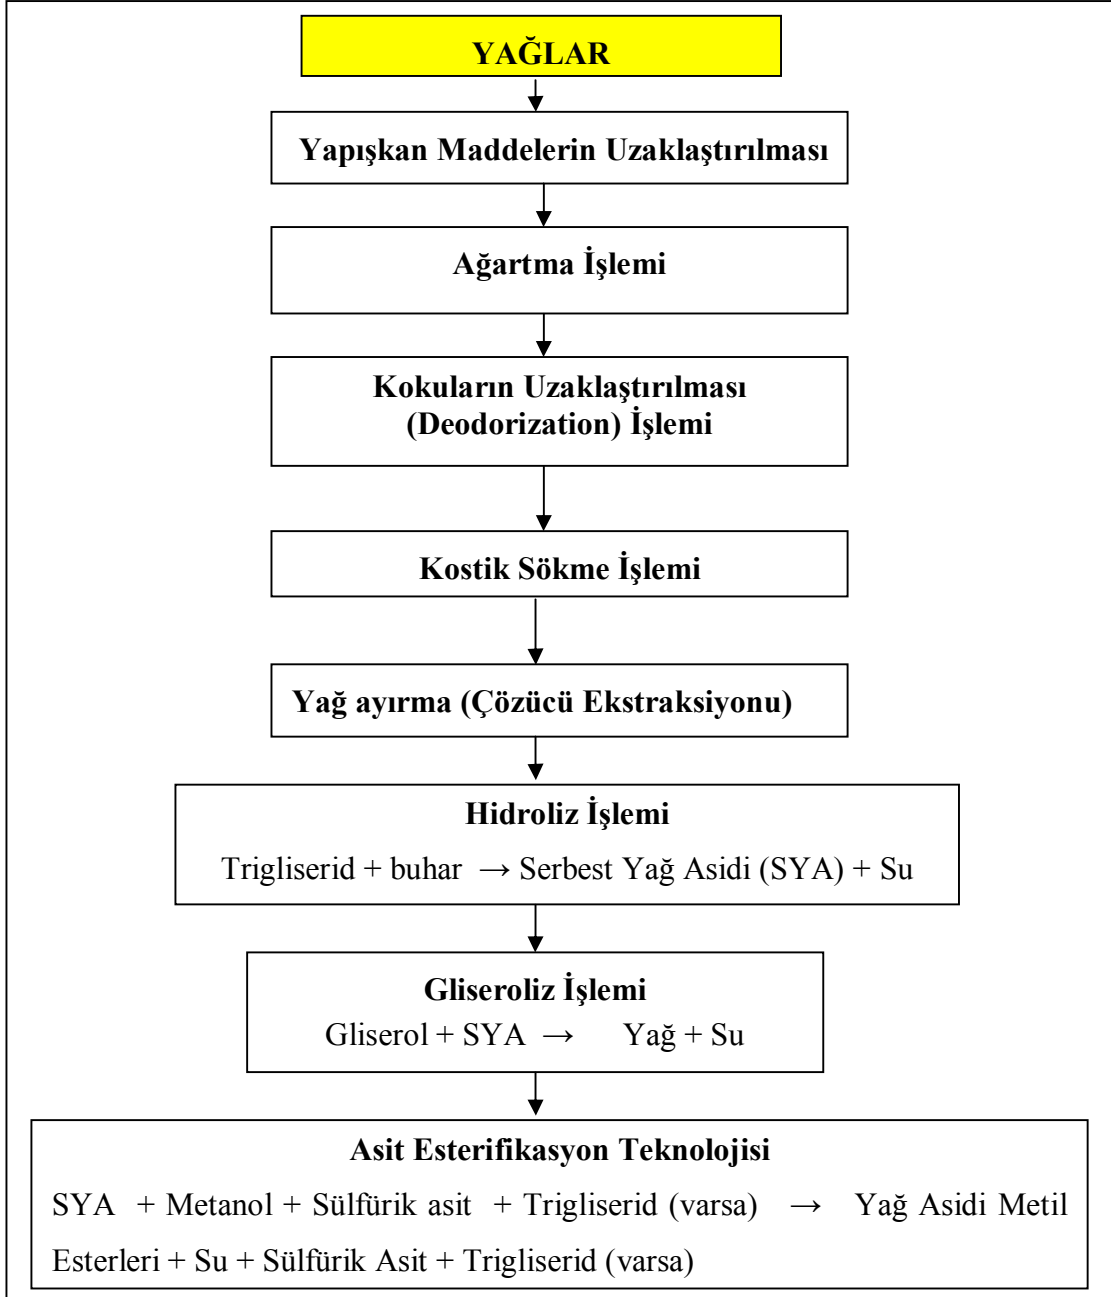 YAĞLAR
Yapışkan Maddelerin Uzaklaştırılması
Ağartma İşlemi
Kokuların Uzaklaştırılması
(Deodorization) İşlemi
Kostik Sökme İşlemi
Yağ ayırma (Çözücü Ekstraksiyonu)
Hidroliz İşlemi
Trigliserid + buhar → Serbest Yağ Asidi (SYA) + Su
Gliseroliz İşlemi
Gliserol + SYA → Yağ + Su
Asit Esterifikasyon Teknolojisi
SYA + Metanol + Sülfürik asit + Trigliserid (varsa) → Yağ Asidi Metil
Esterleri + Su + Sülfürik Asit + Trigliserid (varsa)